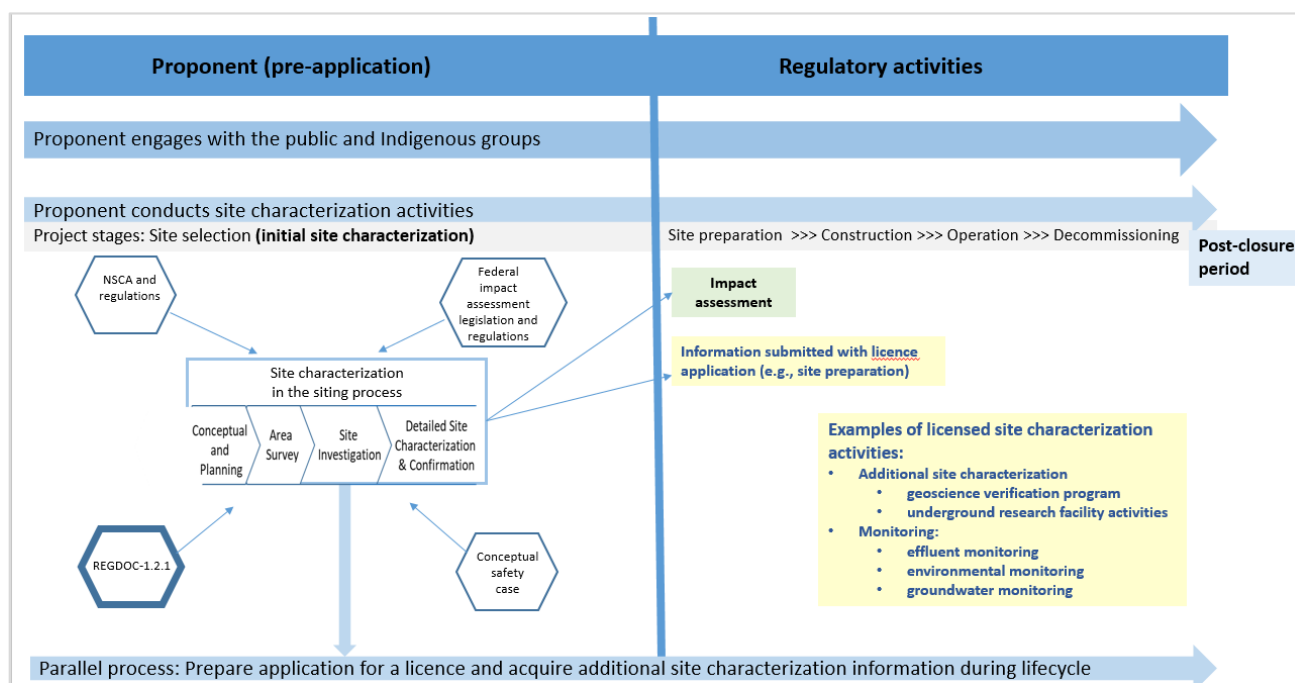 Proponent (pre-application)
Regulatory activities
Proponent engages with the public and Indigenous groups
Proponent conducts site characterization activities
Project stages: Site selection (initial site characterization)
Site preparation >>> Construction >>> Operation >>> Decommissioning
Post-closure
period
NSCA and
regulations
Federal
impact
assessment
legislation and
regulations
Impact
assessment
Information submitted with licence
application (e.g., site preparation)
Site characterization
in the siting process
Conceptual
and
Planning
Area
Survey
Site
Investigation
Detailed Site
Characterization
& Confirmation
Examples of licensed site characterization
activities:
• Additional site characterization
• geoscience verification program
• underground research facility activities
• Monitoring:
• effluent monitoring
• environmental monitoring
• groundwater monitoring
REGDOC-1.2.1
Conceptual
safety
case
Parallel process: Prepare application for a licence and acquire additional site characterization information during lifecycle